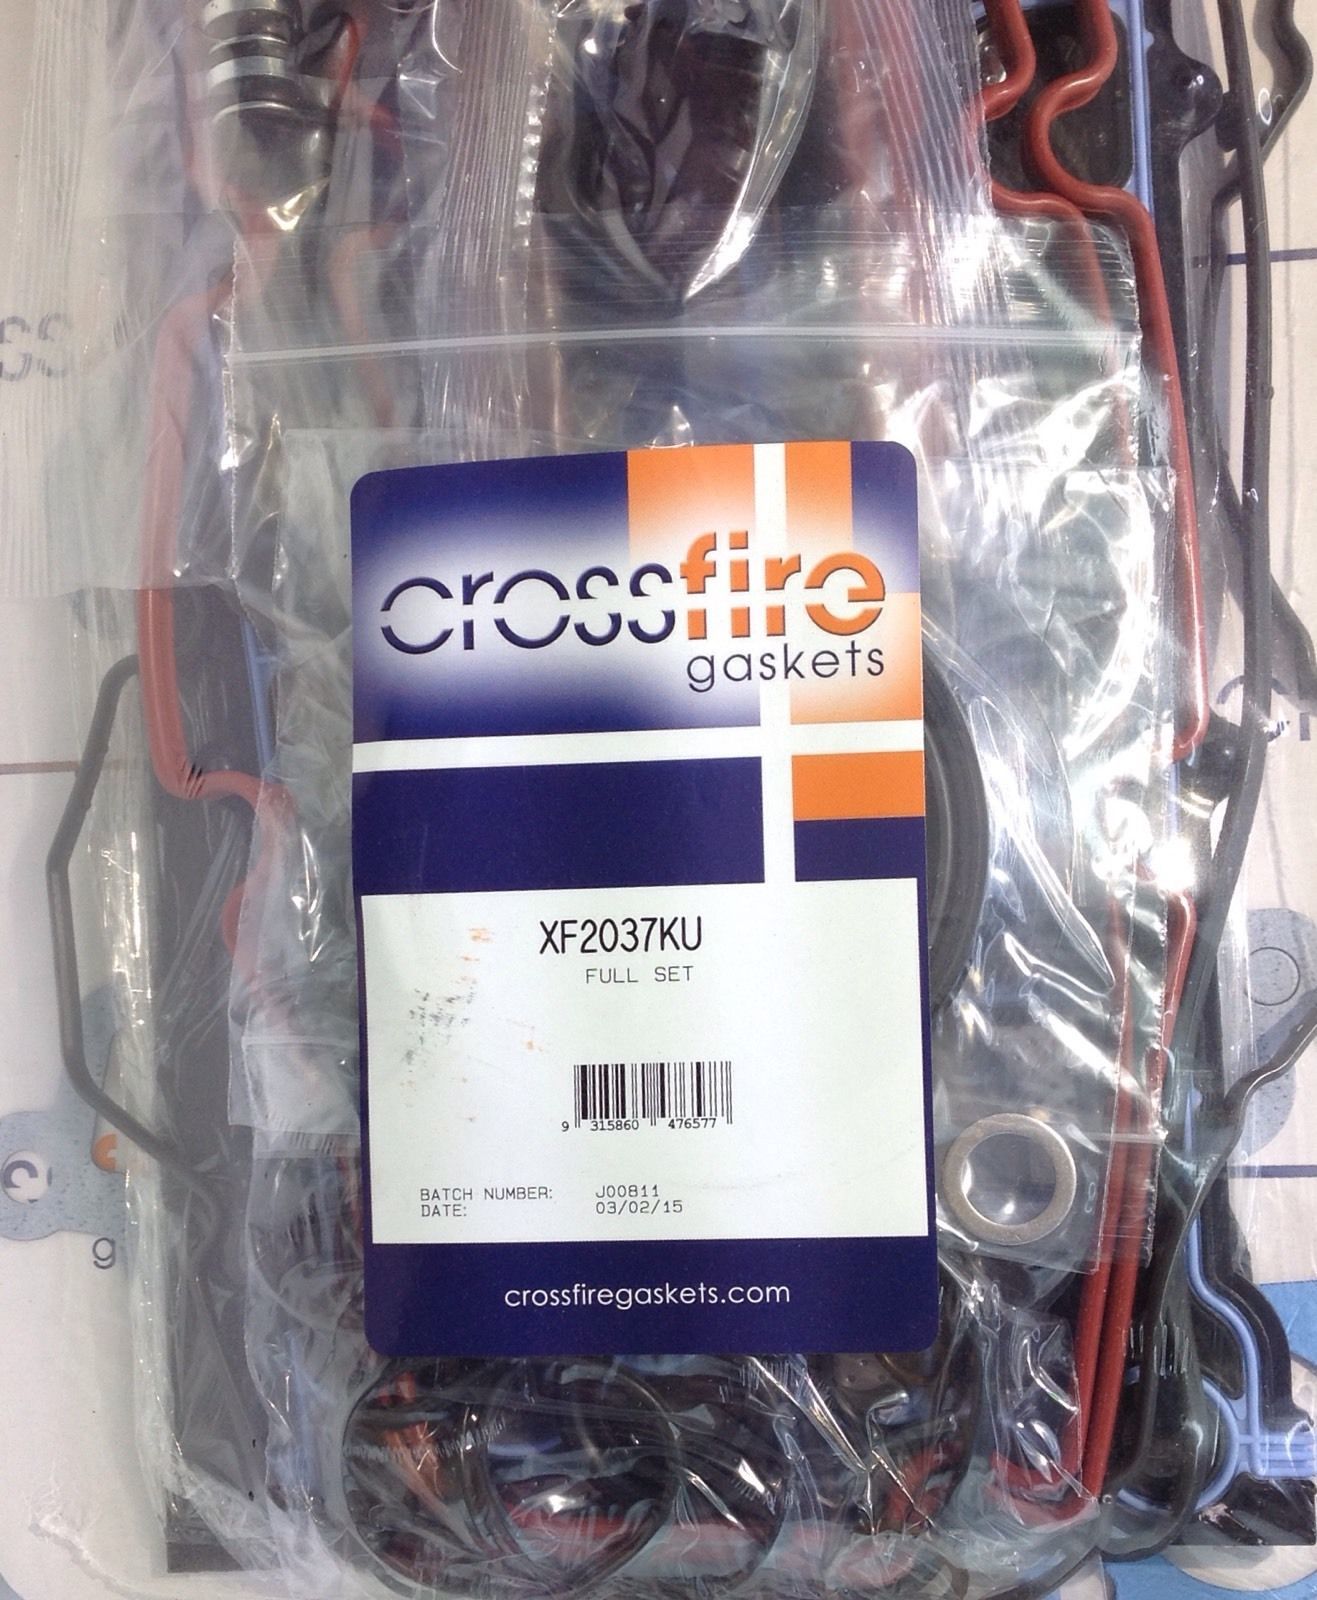 crossfire
gaskets
XF2037KU
FULL SET
9 315860 476577
BATCH NUMBER: J00811
DATE: 03/02/15
crossfiregaskets.com
g